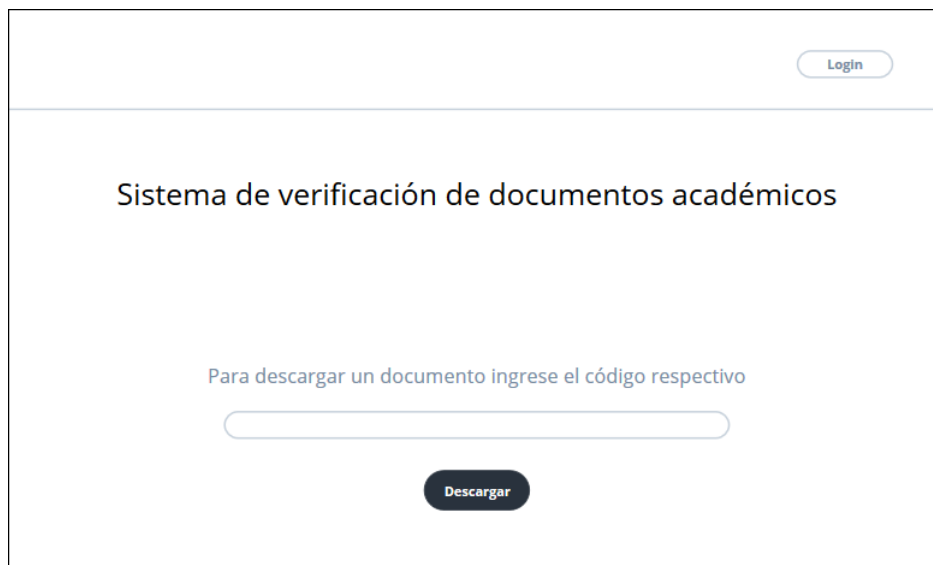 Login
Sistema de verificación de documentos académicos
Para descargar un documento ingrese el código respectivo
Descargar